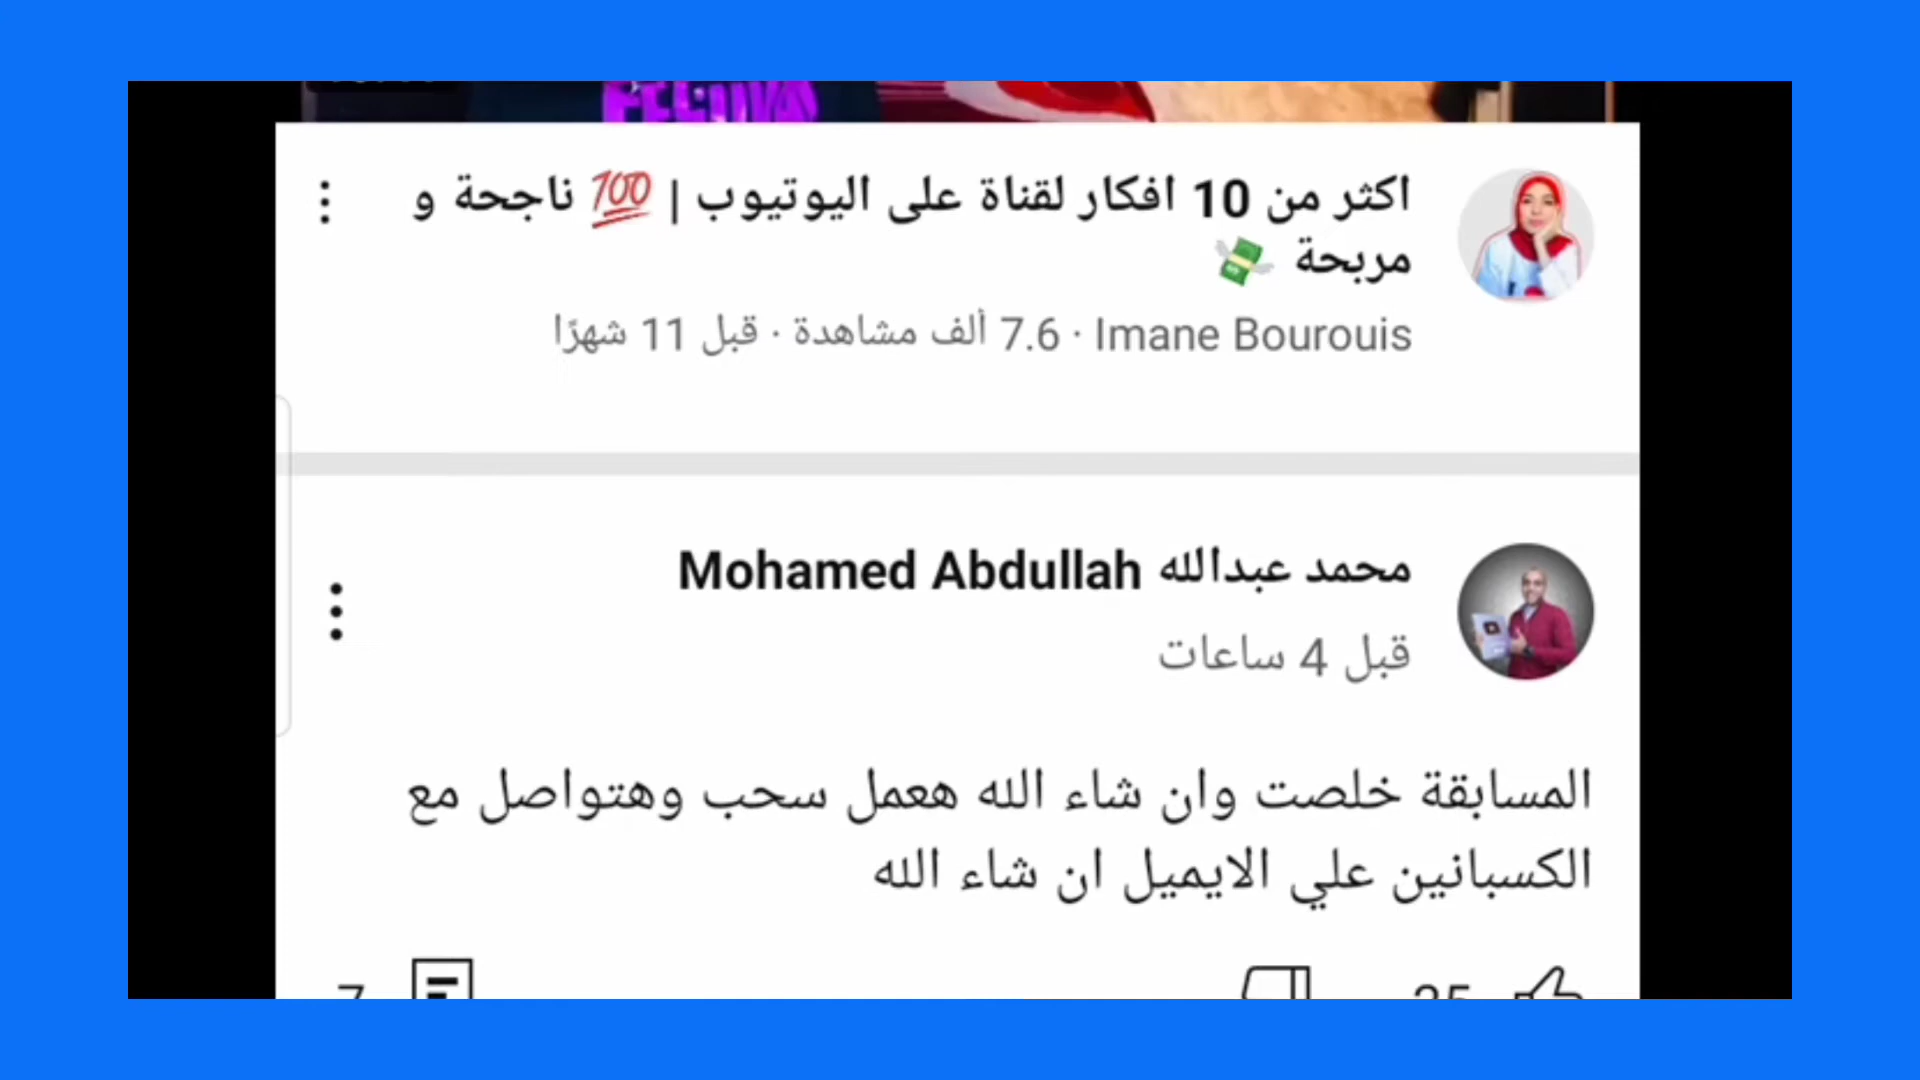 اكثر من 10 افكار لقناة على اليوتيوب | 💯 ناجحة و
مربحة 💸
Imane Bourouis · 7.6 ألف مشاهدة · قبل 11 شهرًا
محمد عبدالله Mohamed Abdullah
قبل 4 ساعات
المسابقة خلصت وان شاء الله هعمل سحب وهتواصل مع
الكسبانين علي الايميل ان شاء الله